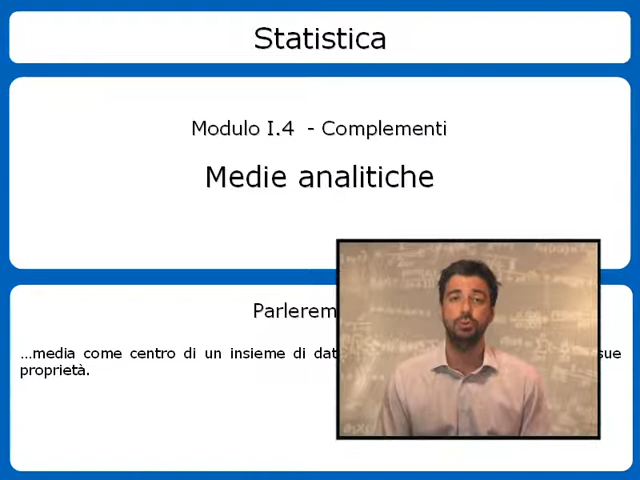 Statistica
Modulo I.4 - Complementi
Medie analitiche
Parlerem
...media come centro di un insieme di dat sue
proprietà.